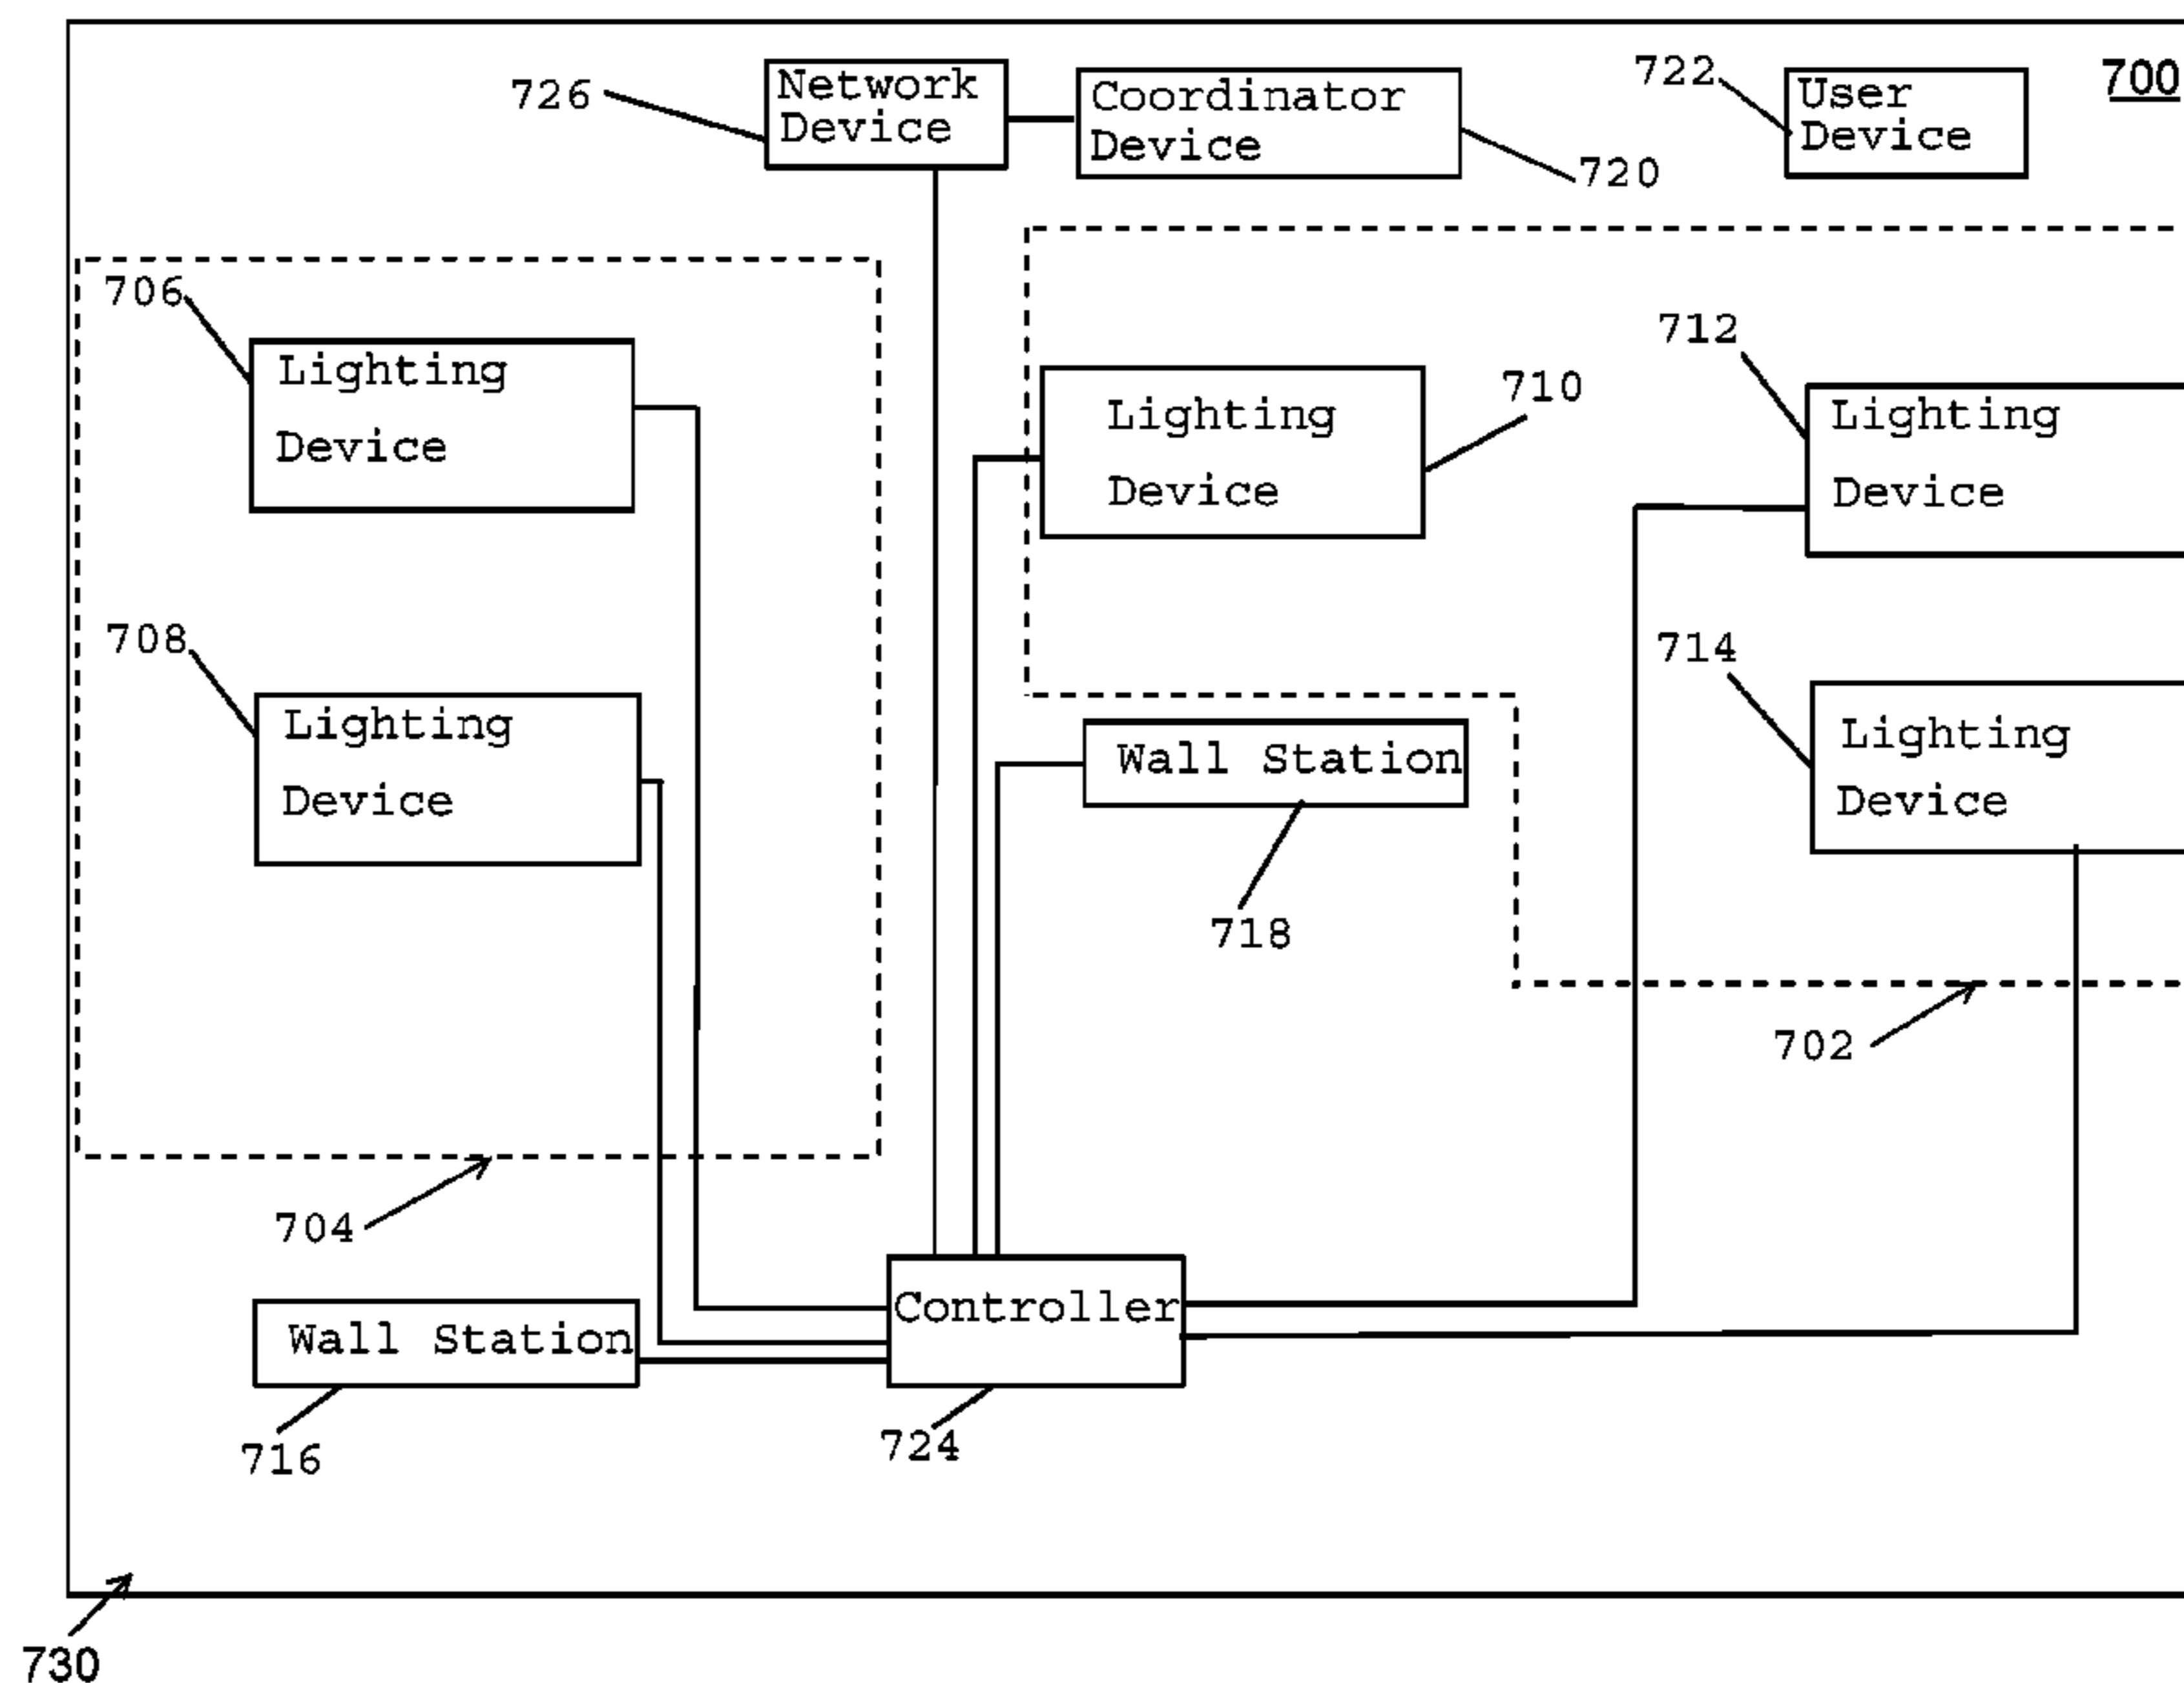 700
726
Network
Device
Coordinator
Device
720
722
User
Device
706
Lighting
Device
710
Lighting
Device
712
Lighting
Device
708
Lighting
Device
Wall Station
718
714
Lighting
Device
702
704
Wall Station
716
Controller
724
730